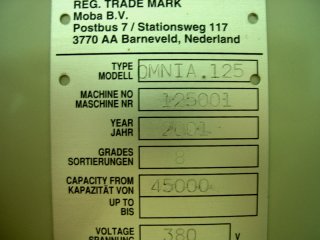 REG. TRADE MARK
Moba B.V.
Postbus 7 / Stationsweg 117
3770 AA Barneveld, Nederland
TYPE
MODELL OMNIA.125
MACHINE NO
MASCHINE NR 125001
YEAR
JAHR 2001
GRADES
SORTIERUNGEN 8
CAPACITY FROM
KAPAZITÄT VON 45000
UP TO
BIS
VOLTAGE
SPANNUNG 380 V